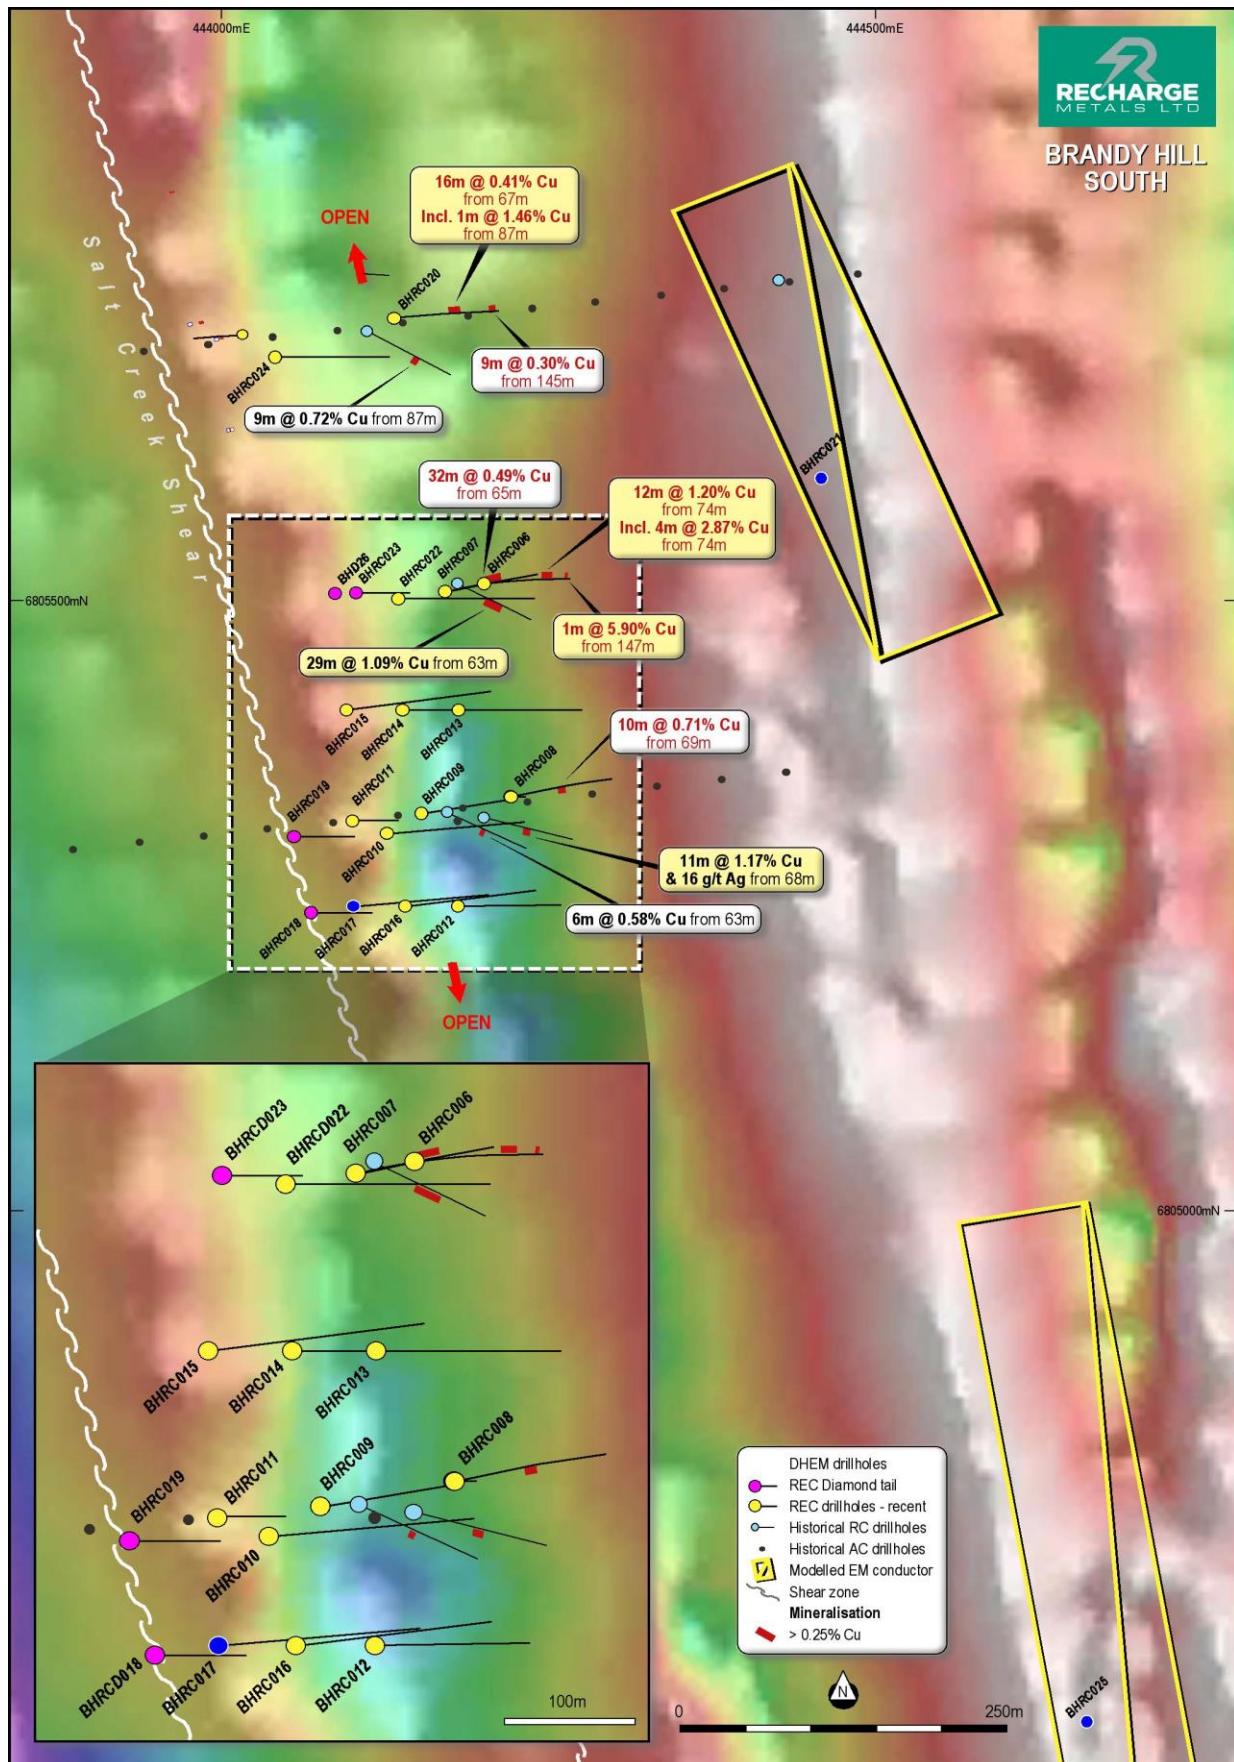 444000mE
444500mE
RECHARGE
METALS LTD
BRANDY HILL
SOUTH
16m @ 0.41% Cu
from 67m
Incl. 1m @ 1.46% Cu
from 87m
OPEN
Salt Creek Shear
BHRC020
BHRC024
9m @ 0.30% Cu
from 145m
9m @ 0.72% Cu from 87m
BHRC021
32m @ 0.49% Cu
from 65m
12m @ 1.20% Cu
from 74m
Incl. 4m @ 2.87% Cu
from 74m
BHD26
BHRC023
BHRC022
BHRC007
BHRC006
6805500mN
1m @ 5.90% Cu
from 147m
29m @ 1.09% Cu from 63m
10m @ 0.71% Cu
from 69m
BHRC015
BHRC014
BHRC013
BHRC019
BHRC011
BHRC009
BHRC008
BHRC010
11m @ 1.17% Cu
& 16 g/t Ag from 68m
6m @ 0.58% Cu from 63m
BHRC018
BHRC017
BHRC016
BHRC012
OPEN
BHRCD023
BHRCD022
BHRC007
BHRC006
6805000mN
BHRC015
BHRC014
BHRC013
BHRC019
BHRC011
BHRC009
BHRC008
BHRC010
BHRCD018
BHRC017
BHRC016
BHRC012
100m
DHEM drillholes
REC Diamond tail
REC drillholes - recent
Historical RC drillholes
Historical AC drillholes
Modelled EM conductor
Shear zone
Mineralisation
> 0.25% Cu
N
0
250m
BHRC025